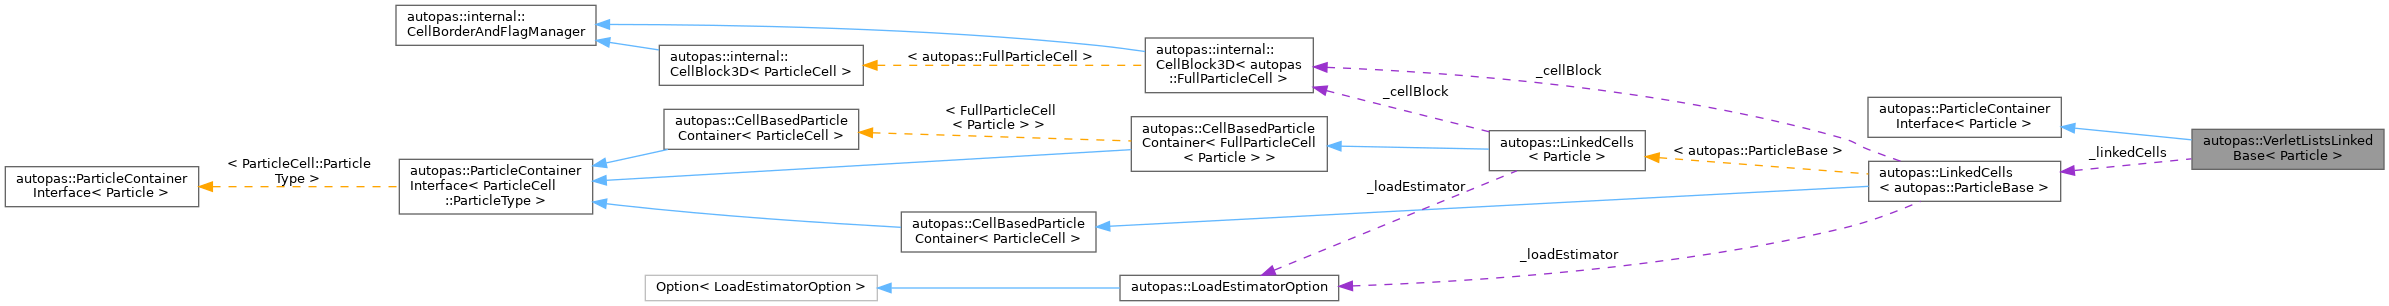 autopas::internal::
CellBorderAndFlagManager
autopas::internal::
CellBlock3D< ParticleCell >
< autopas::FullParticleCell >
autopas::internal::
CellBlock3D< autopas
::FullParticleCell >
_cellBlock
_cellBlock
autopas::ParticleContainer
Interface< Particle >
autopas::VerletListsLinked
Base< Particle >
_linkedCells
autopas::CellBasedParticle
Container< ParticleCell >
< FullParticleCell
< Particle > >
autopas::CellBasedParticle
Container< FullParticleCell
< Particle > >
autopas::LinkedCells
< Particle >
< autopas::ParticleBase >
autopas::LinkedCells
< autopas::ParticleBase >
autopas::ParticleContainer
Interface< Particle >
< ParticleCell::Particle
Type >
autopas::ParticleContainer
Interface< ParticleCell
::ParticleType >
_loadEstimator
autopas::CellBasedParticle
Container< ParticleCell >
_loadEstimator
Option< LoadEstimatorOption >
autopas::LoadEstimatorOption